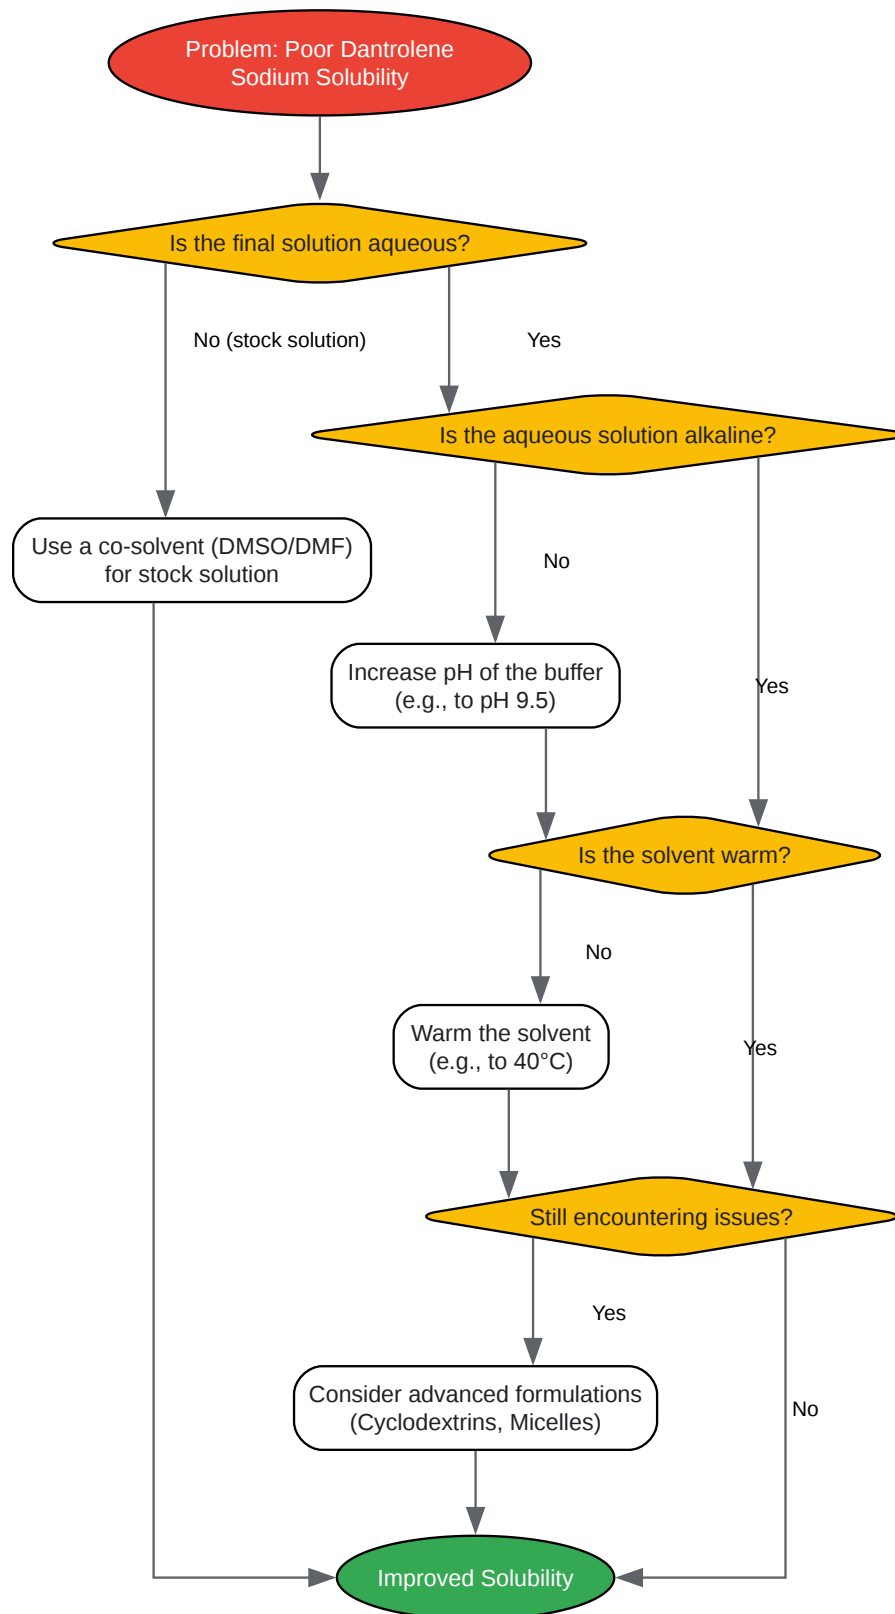 Problem: Poor Dantrolene
Sodium Solubility
Is the final solution aqueous?
No (stock solution)
Yes
Is the aqueous solution alkaline?
Use a co-solvent (DMSO/DMF)
for stock solution
No
Increase pH of the buffer
(e.g., to pH 9.5)
Yes
Is the solvent warm?
No
Warm the solvent
(e.g., to 40°C)
Yes
Still encountering issues?
Yes
Consider advanced formulations
(Cyclodextrins, Micelles)
No
Improved Solubility